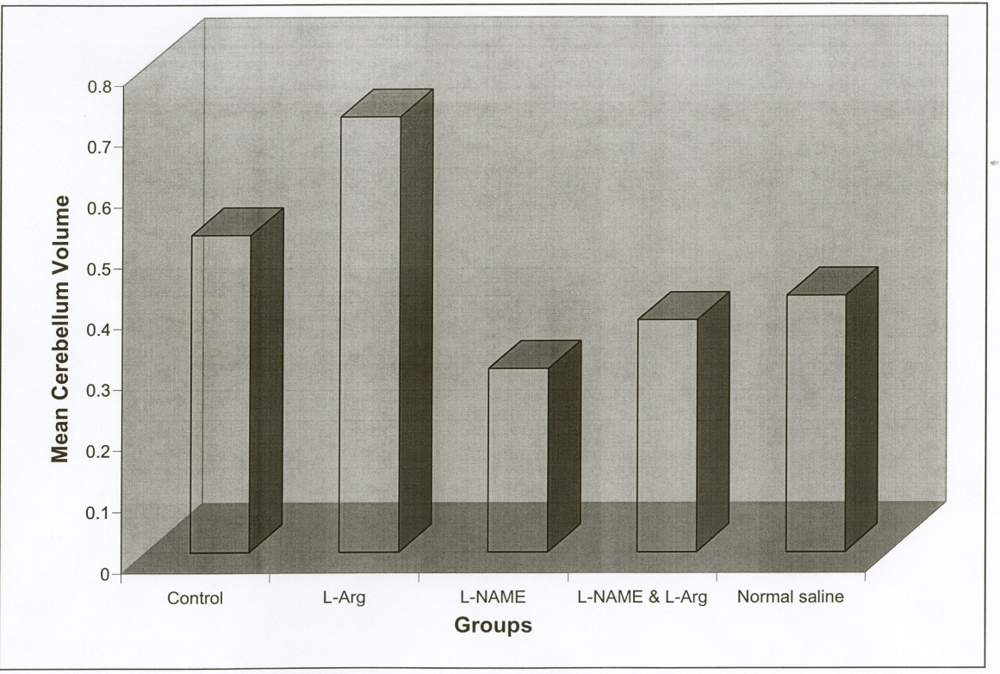 Mean Cerebellum Volume
0.8
0.7
0.6
0.5
0.4
0.3
0.2
0.1
0
Control
L-Arg
L-NAME
L-NAME & L-Arg
Normal saline
Groups